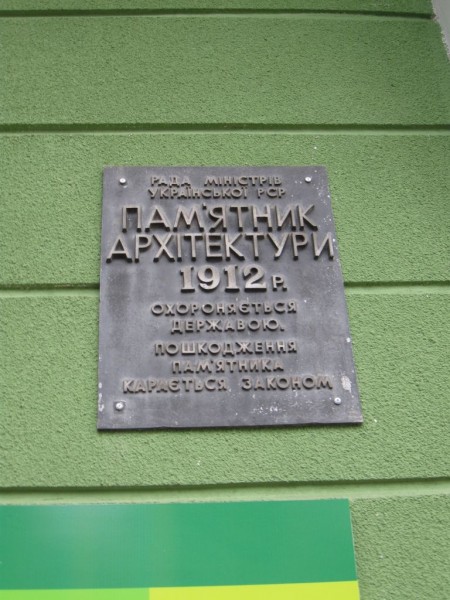 РАДА МІНІСТРІВ
УКРАЇНСЬКОЇ РСР
ПАМ'ЯТНИК
АРХІТЕКТУРИ
1912 Р.
ОХОРОНЯЄТЬСЯ
ДЕРЖАВОЮ.
ПОШКОДЖЕННЯ
ПАМ'ЯТНИКА
КАРАЄТЬСЯ ЗАКОНОМ